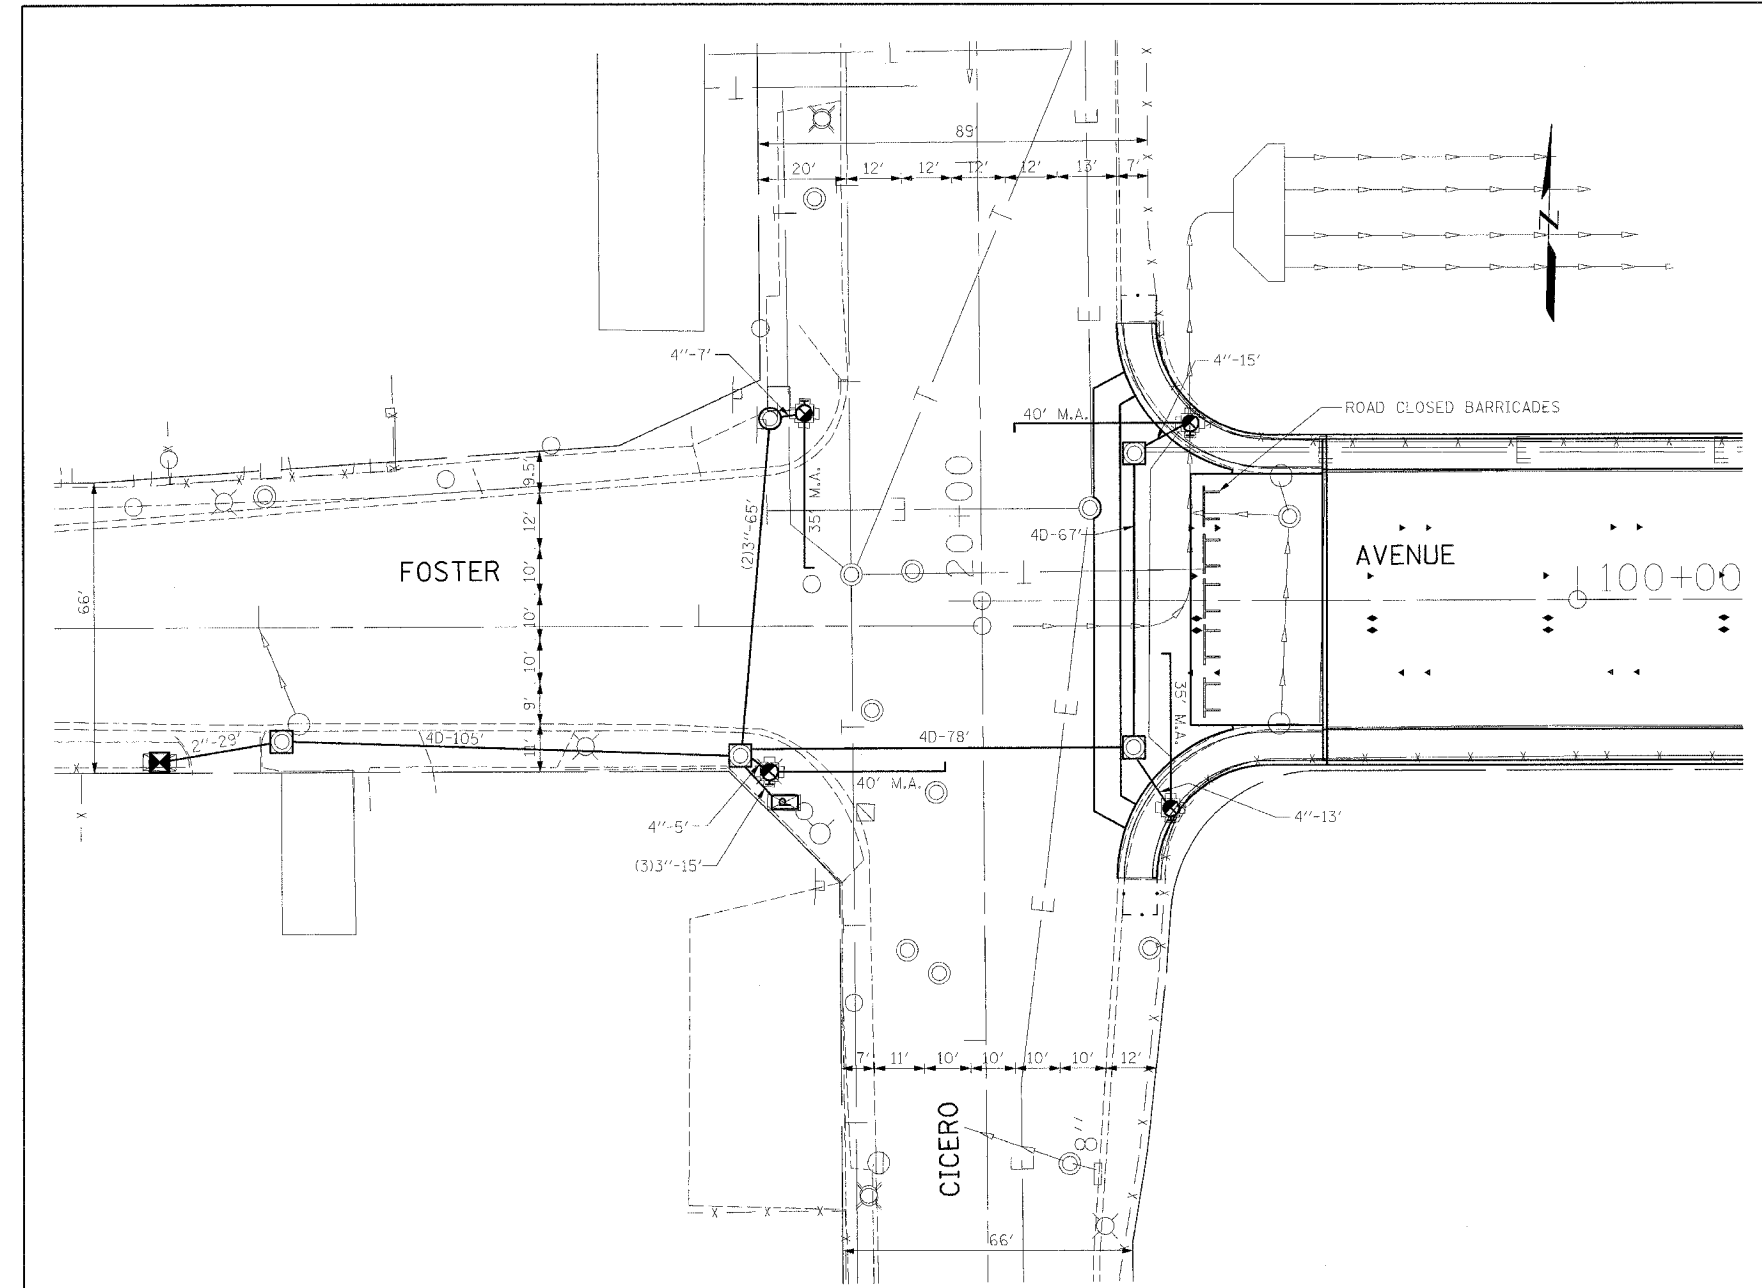 89'
20' 12' 12' 12' 12' 13' 7'
T
N
E
E
T
4''-7'
4''-15'
40' M.A.
ROAD CLOSED BARRICADES
9.5'
12'
10'
10'
10'
9'
11'
66'
FOSTER
(2)3''-65'
35' M.A.
20+00
E
4D-67'
AVENUE
100+00
E E E
35' M.A.
2''-29'
4D-105'
4D-78'
40' M.A.
4''-5'
(3)3''-15'
P
4''-13'
E
E
7' 11' 10' 10' 10' 10' 12'
CICERO
8''
E
66'